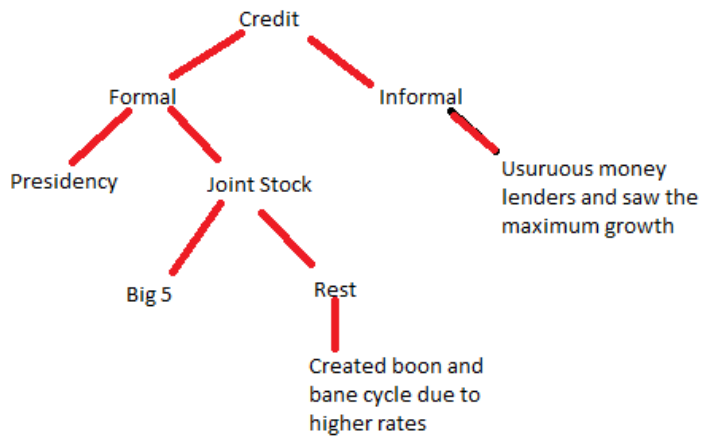 Credit
Formal
Informal
Presidency
Joint Stock
Usuruous money
lenders and saw the
maximum growth
Big 5
Rest
Created boon and
bane cycle due to
higher rates